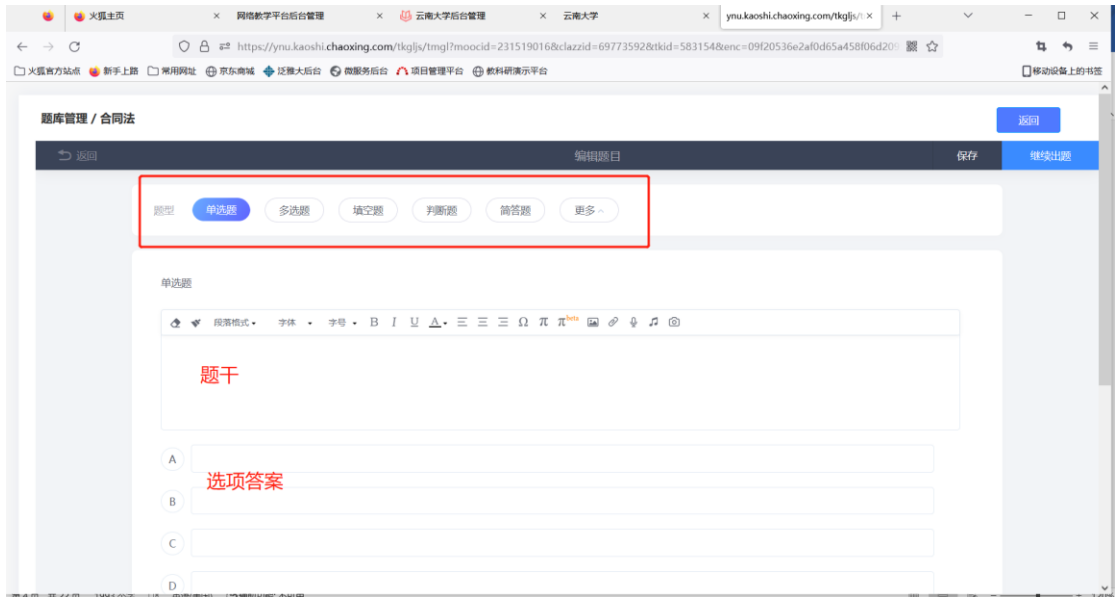 火狐主页 × 网络教学平台后台管理 × 云南大学后台管理 × 云南大学 × ynu.kaoshi.chaoxing.com/tkgljs/t × +
https://ynu.kaoshi.chaoxing.com/tkgljs/tmgl?moocid=231519016&clazzid=69773592&tkid=583154&enc=09f20536e2af0d65a458f06d209
火狐官方站点 新手上路 常用网址 京东商城 泛雅大后台 微服务后台 项目管理平台 教科研演示平台 移动设备上的书签
题库管理 / 合同法 返回
返回 编辑题目 保存 继续出题
题型 单选题 多选题 填空题 判断题 简答题 更多
单选题
段落格式 字体 字号 B I U A Ω π π beta
题干
A
选项答案
B
C
D